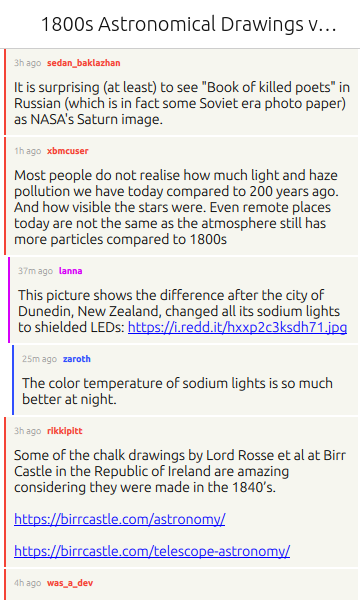 1800s Astronomical Drawings v…
3h ago sedan_baklazhan
It is surprising (at least) to see "Book of killed poets" in
Russian (which is in fact some Soviet era photo paper)
as NASA's Saturn image.
1h ago xbmcuser
Most people do not realise how much light and haze
pollution we have today compared to 200 years ago.
And how visible the stars were. Even remote places
today are not the same as the atmosphere still has
more particles compared to 1800s
37m ago lanna
This picture shows the difference after the city of
Dunedin, New Zealand, changed all its sodium lights
to shielded LEDs: https://i.redd.it/hxxp2c3ksdh71.jpg
25m ago zaroth
The color temperature of sodium lights is so much
better at night.
3h ago rikkipitt
Some of the chalk drawings by Lord Rosse et al at Birr
Castle in the Republic of Ireland are amazing
considering they were made in the 1840’s.
https://birrcastle.com/astronomy/
https://birrcastle.com/telescope-astronomy/
4h ago was_a_dev